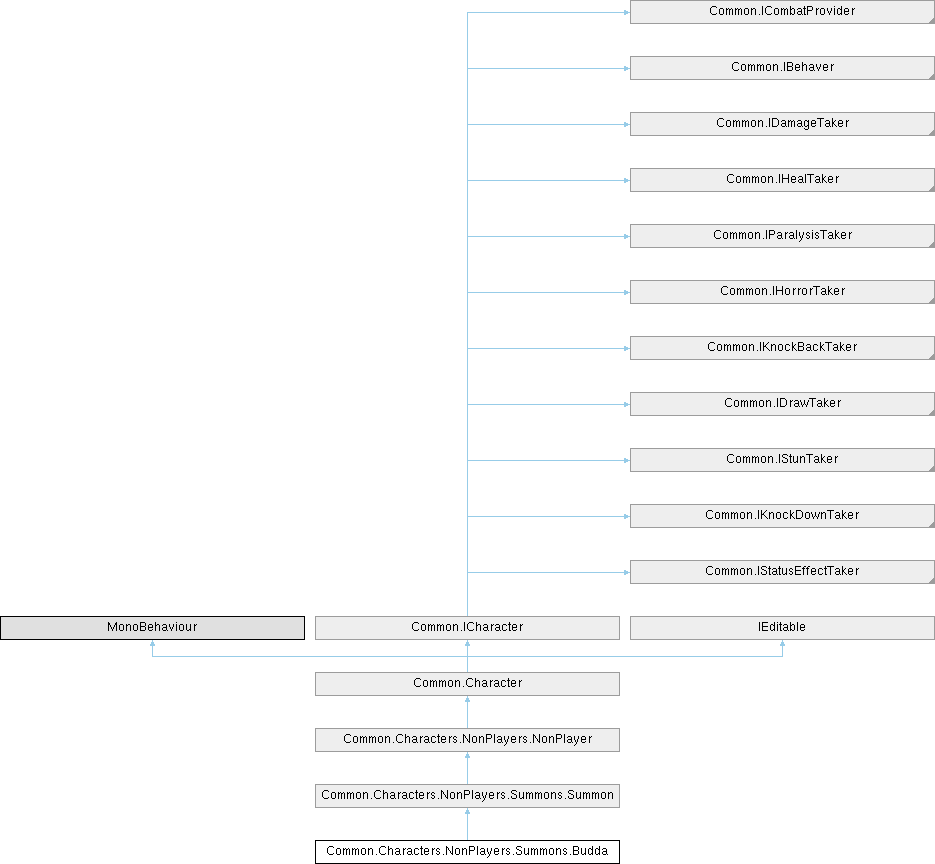 Common.ICombatProvider
Common.IBehaver
Common.IDamageTaker
Common.IHealTaker
Common.IParalysisTaker
Common.IHorrorTaker
Common.IKnockBackTaker
Common.IDrawTaker
Common.IStunTaker
Common.IKnockDownTaker
Common.IStatusEffectTaker
MonoBehaviour
Common.ICharacter
IEditable
Common.Character
Common.Characters.NonPlayers.NonPlayer
Common.Characters.NonPlayers.Summons.Summon
Common.Characters.NonPlayers.Summons.Budda